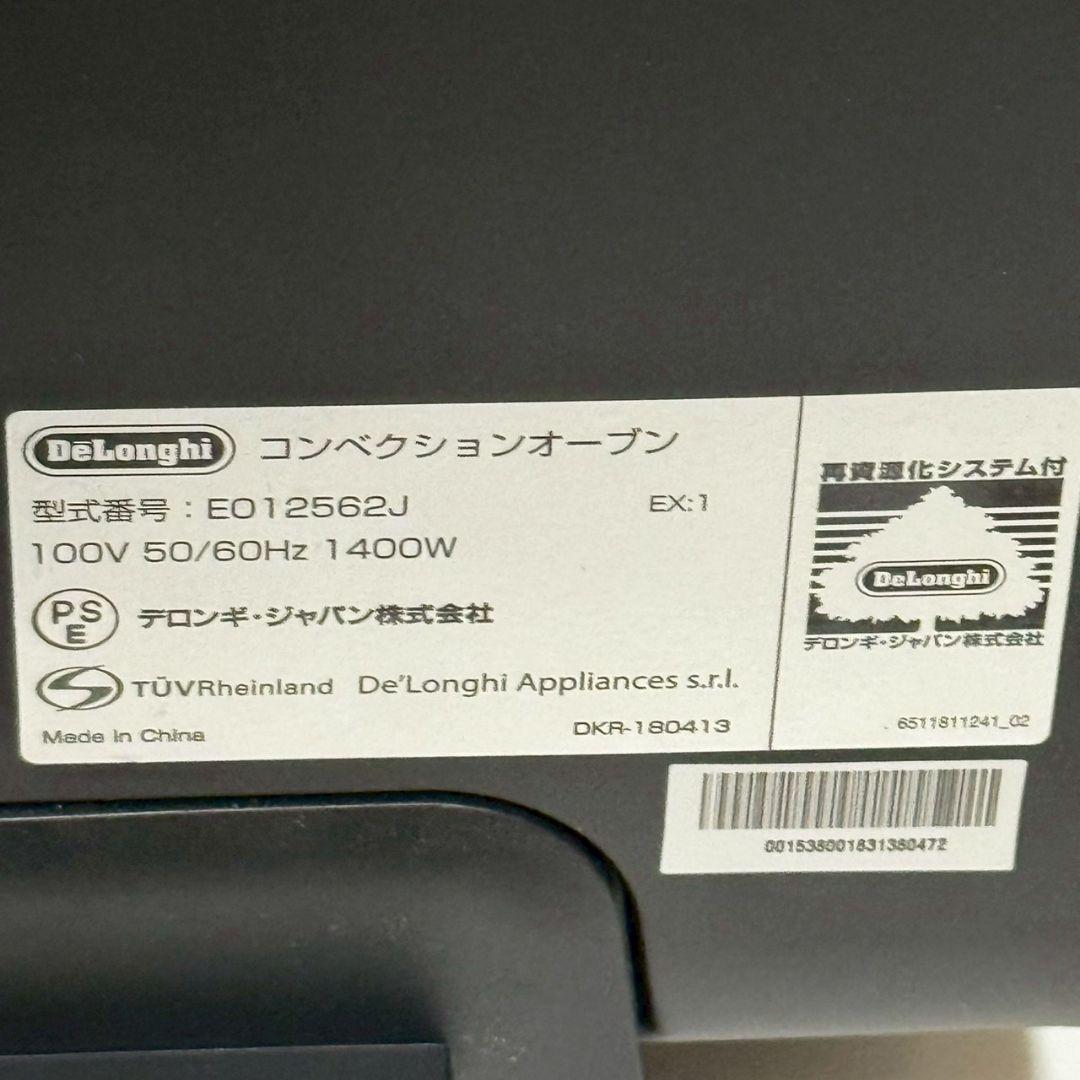 DeLonghi コンベクションオーブン
型式番号：EO12562J EX:1
100V 50/60Hz 1400W
PSE デロンギ・ジャパン株式会社
TÜVRheinland De'Longhi Appliances s.r.l.
Made in China DKR-180413
再資源化システム付
DeLonghi
デロンギ・ジャパン株式会社
6511811241_02
001538001831380472